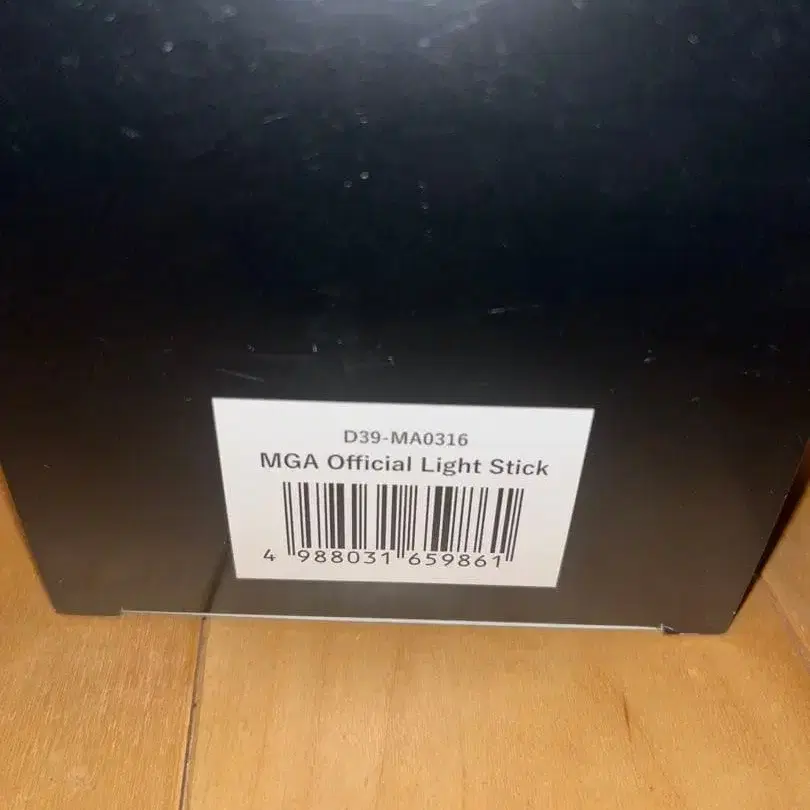 D39-MA0316
MGA Official Light Stick
4 988031 659861